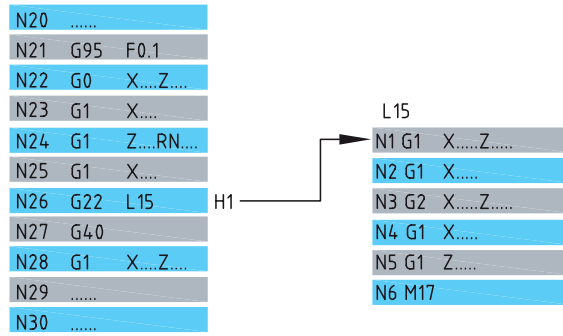 N20 ......
N21 G95 F0.1
N22 G0 X....Z....
N23 G1 X....
N24 G1 Z....RN....
N25 G1 X....
N26 G22 L15 H1
N27 G40
N28 G1 X....Z....
N29 ......
N30 ......
L15
N1 G1 X.....Z.....
N2 G1 X.....
N3 G2 X.....Z.....
N4 G1 X.....
N5 G1 Z.....
N6 M17